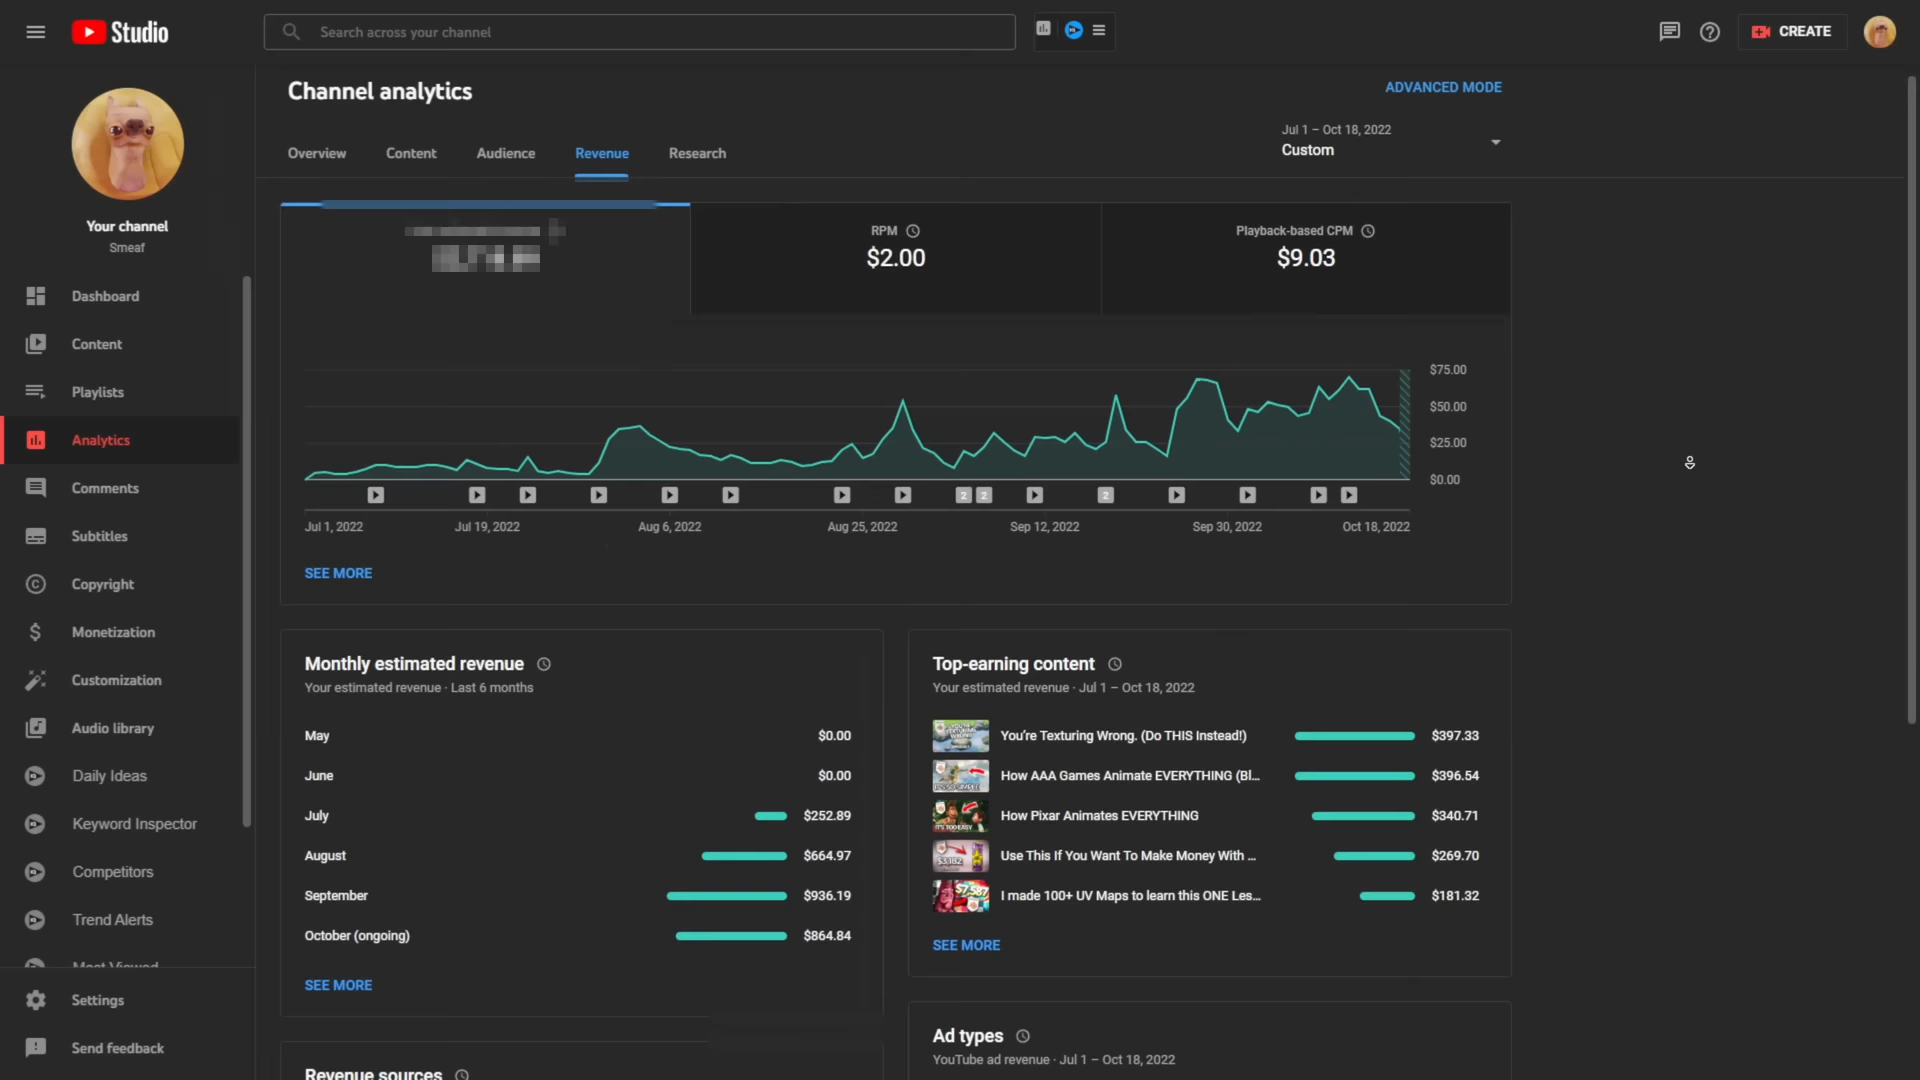 Studio
Search across your channel
CREATE
Channel analytics
ADVANCED MODE
Jul 1 – Oct 18, 2022
Custom
Overview
Content
Audience
Revenue
Research
Your channel
Smeaf
Dashboard
Content
Playlists
Analytics
Comments
Subtitles
Copyright
Monetization
Customization
Audio library
Daily Ideas
Keyword Inspector
Competitors
Trend Alerts
Most Viewed
Settings
Send feedback
RPM
$2.00
Playback-based CPM
$9.03
$75.00
$50.00
$25.00
$0.00
2 2 2
Jul 1, 2022
Jul 19, 2022
Aug 6, 2022
Aug 25, 2022
Sep 12, 2022
Sep 30, 2022
Oct 18, 2022
SEE MORE
Monthly estimated revenue
Your estimated revenue · Last 6 months
May $0.00
June $0.00
July $252.89
August $664.97
September $936.19
October (ongoing) $864.84
SEE MORE
Revenue sources
Top-earning content
Your estimated revenue · Jul 1 – Oct 18, 2022
You're Texturing Wrong. (Do THIS Instead!) $397.33
How AAA Games Animate EVERYTHING (Bl... $396.54
How Pixar Animates EVERYTHING $340.71
Use This If You Want To Make Money With ... $269.70
I made 100+ UV Maps to learn this ONE Les... $181.32
SEE MORE
Ad types
YouTube ad revenue · Jul 1 – Oct 18, 2022